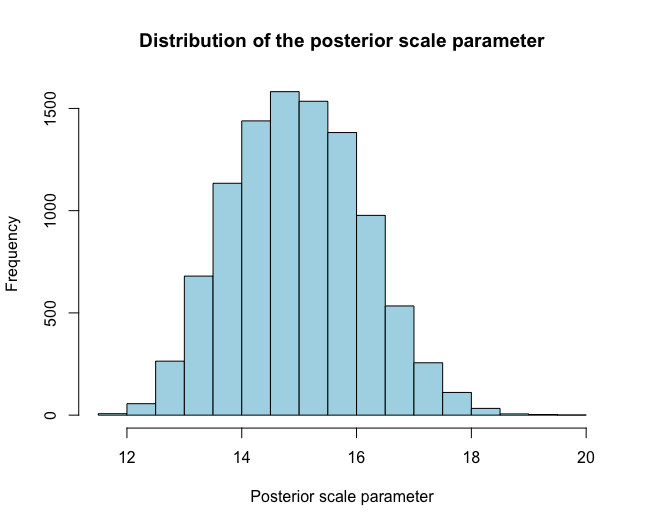 Distribution of the posterior scale parameter
1500
1000
500
0
Frequency
12 14 16 18 20
Posterior scale parameter